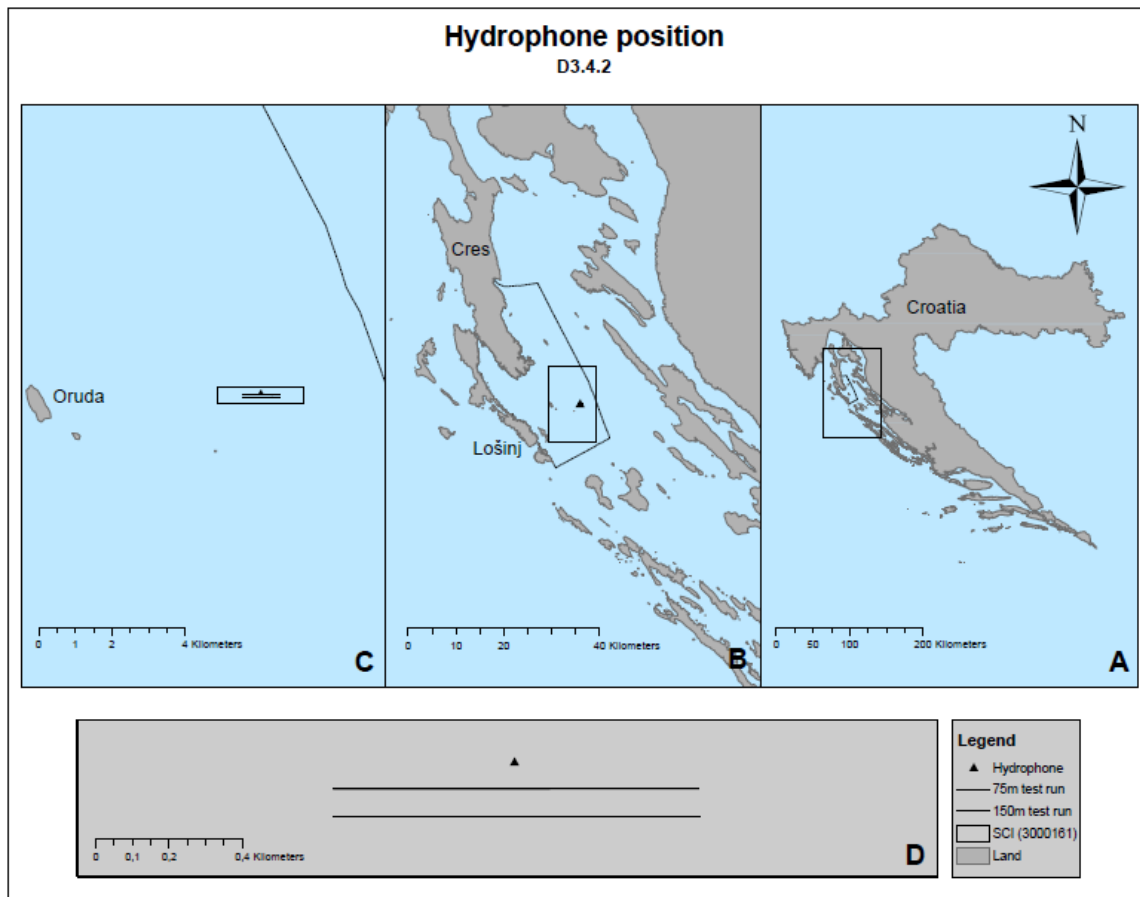 Hydrophone position
D3.4.2
Oruda
0 1 2 4 Kilometers
C
Cres
Lošinj
0 10 20 40 Kilometers
B
N
Croatia
0 50 100 200 Kilometers
A
0 0,1 0,2 0,4 Kilometers
D
Legend
Hydrophone
75m test run
150m test run
SCI (3000161)
Land